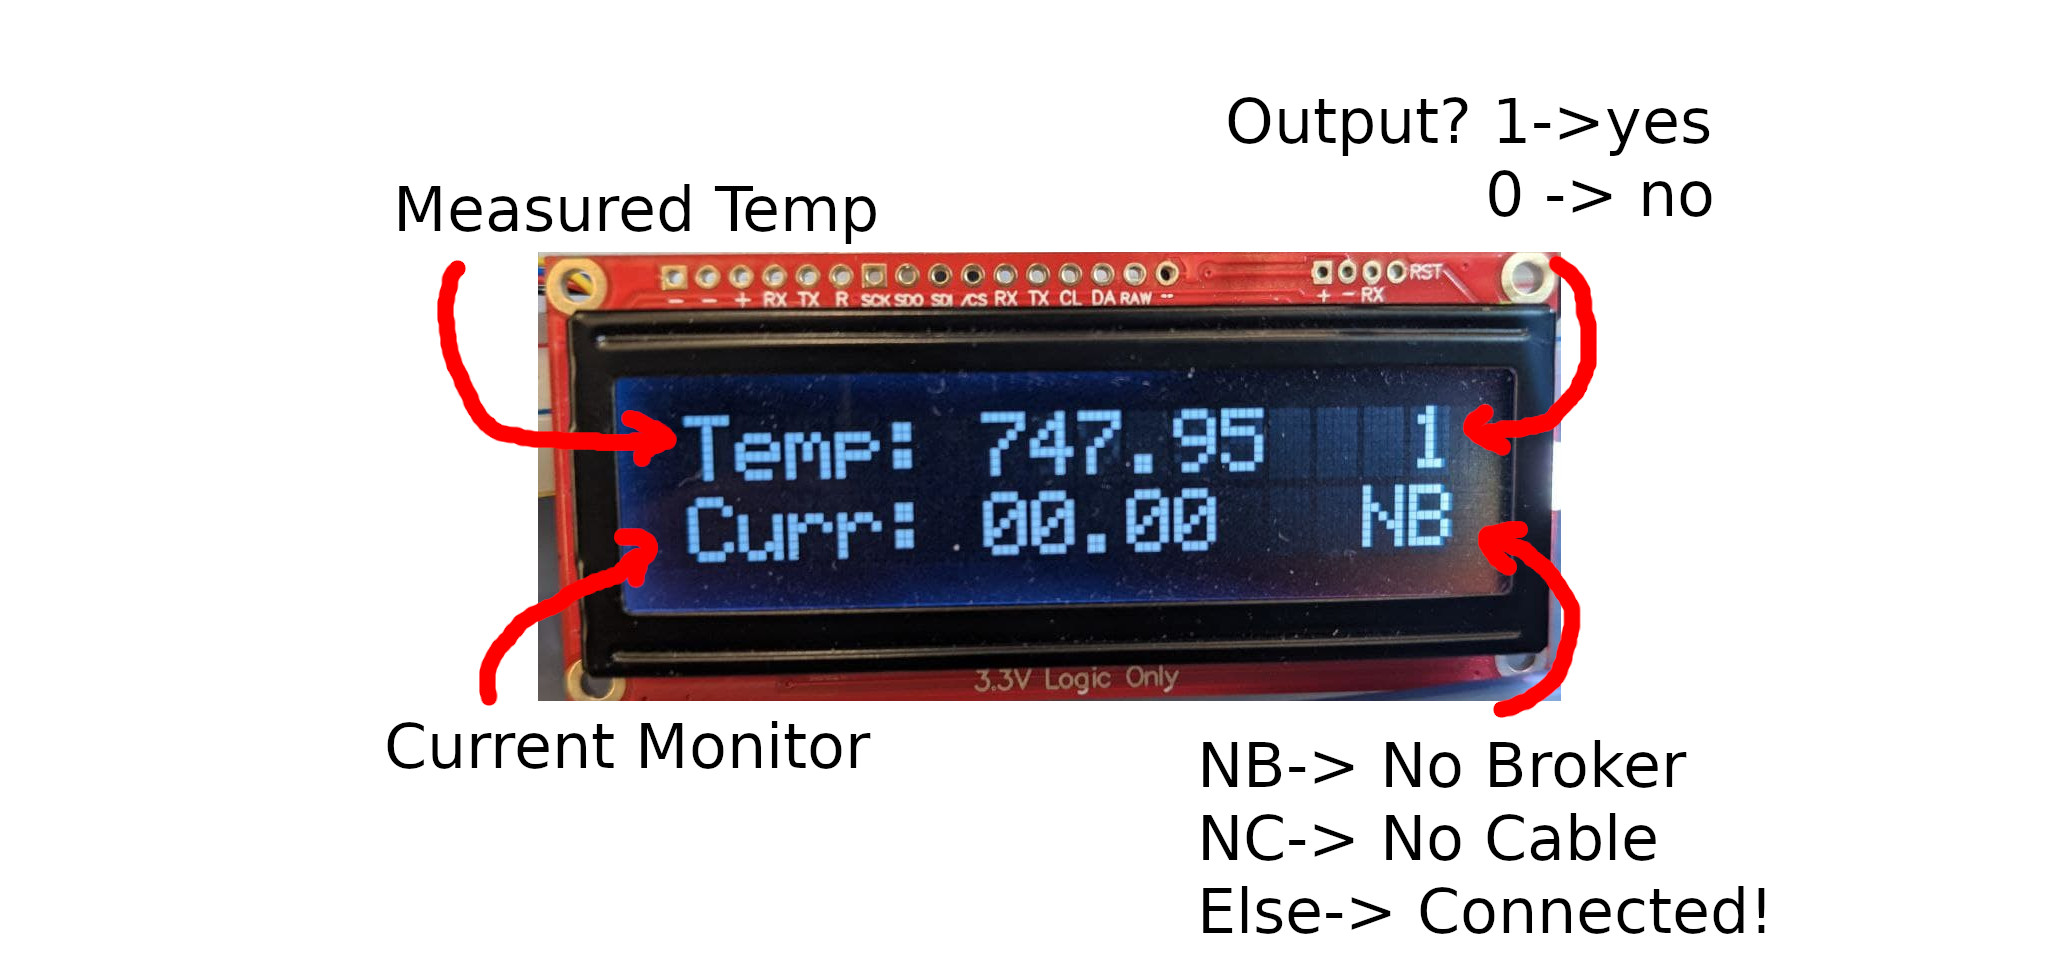 Output? 1->yes
0 -> no
Measured Temp
- - + RX TX R SCK SDO SDI /CS RX TX CL DA RAW -- RST
+ - RX
Temp: 747.95 1
Curr: 00.00 NB
3.3V Logic Only
Current Monitor
NB-> No Broker
NC-> No Cable
Else-> Connected!